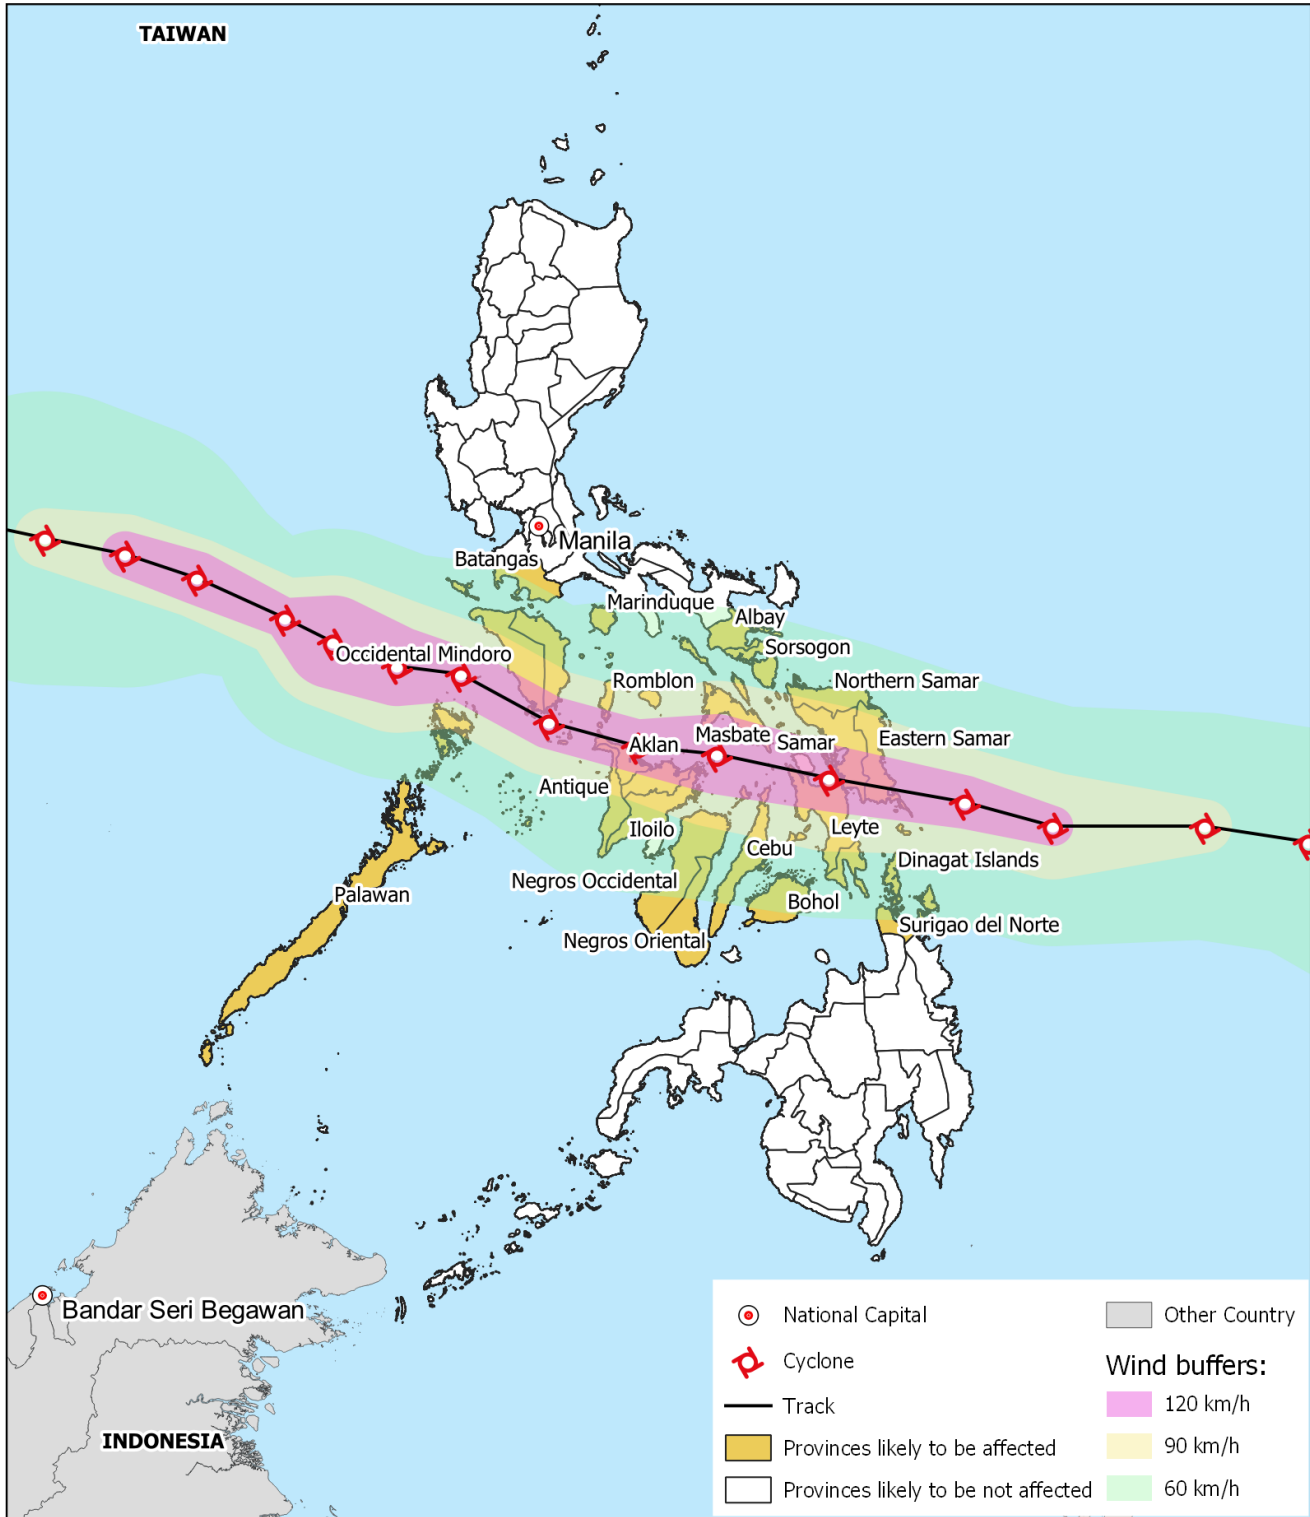 TAIWAN
Manila
Batangas
Marinduque
Albay
Sorsogon
Occidental Mindoro
Romblon
Northern Samar
Masbate
Aklan
Samar
Eastern Samar
Antique
Iloilo
Leyte
Cebu
Dinagat Islands
Negros Occidental
Palawan
Bohol
Surigao del Norte
Negros Oriental
Bandar Seri Begawan
INDONESIA
National Capital
Cyclone
Track
Provinces likely to be affected
Provinces likely to be not affected
Other Country
Wind buffers:
120 km/h
90 km/h
60 km/h